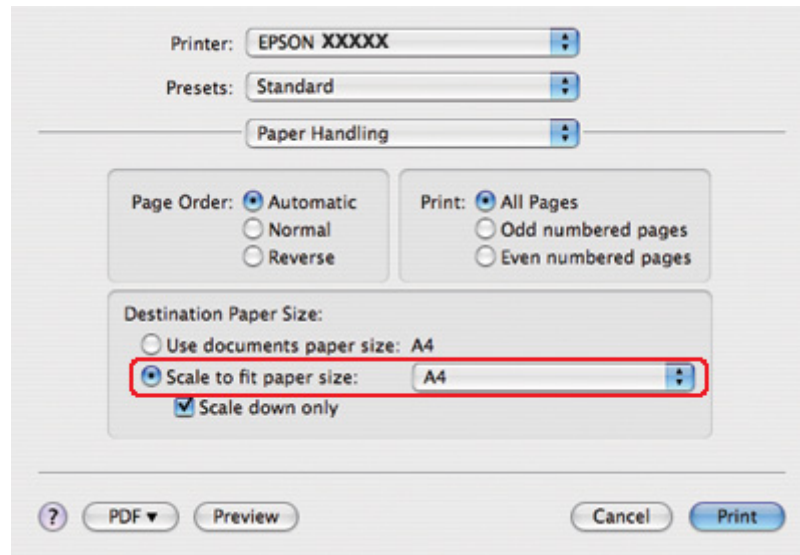 Printer: EPSON XXXXX
Presets: Standard
Paper Handling
Page Order: Automatic
Normal
Reverse
Print: All Pages
Odd numbered pages
Even numbered pages
Destination Paper Size:
Use documents paper size: A4
Scale to fit paper size: A4
Scale down only
? PDF▼ Preview Cancel Print